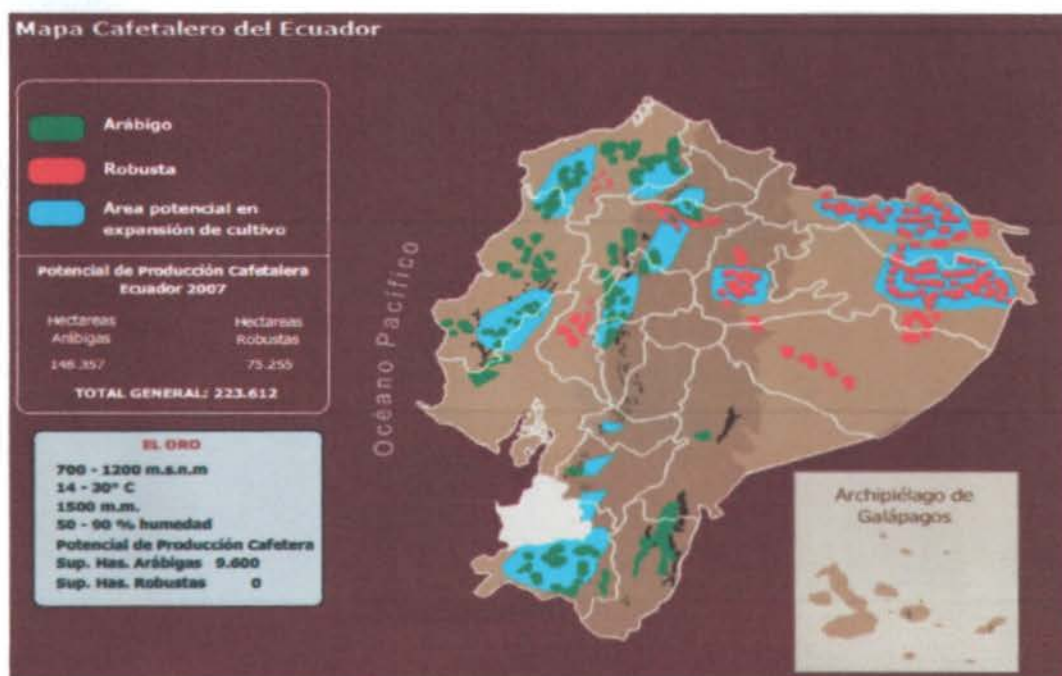 Mapa Cafetalero del Ecuador
Arábigo
Robusta
Area potencial en
expansión de cultivo
Potencial de Producción Cafetalera
Ecuador 2007
Hectareas
Arábigas
Hectareas
Robustas
148.357
75.255
TOTAL GENERAL: 223.612
EL ORO
700 - 1200 m.s.n.m
14 - 30° C
1500 m.m.
50 - 90 % humedad
Potencial de Producción Cafetera
Sup. Has. Arábigas 9.600
Sup. Has. Robustas 0
Océano Pacífico
Archipiélago de
Galápagos